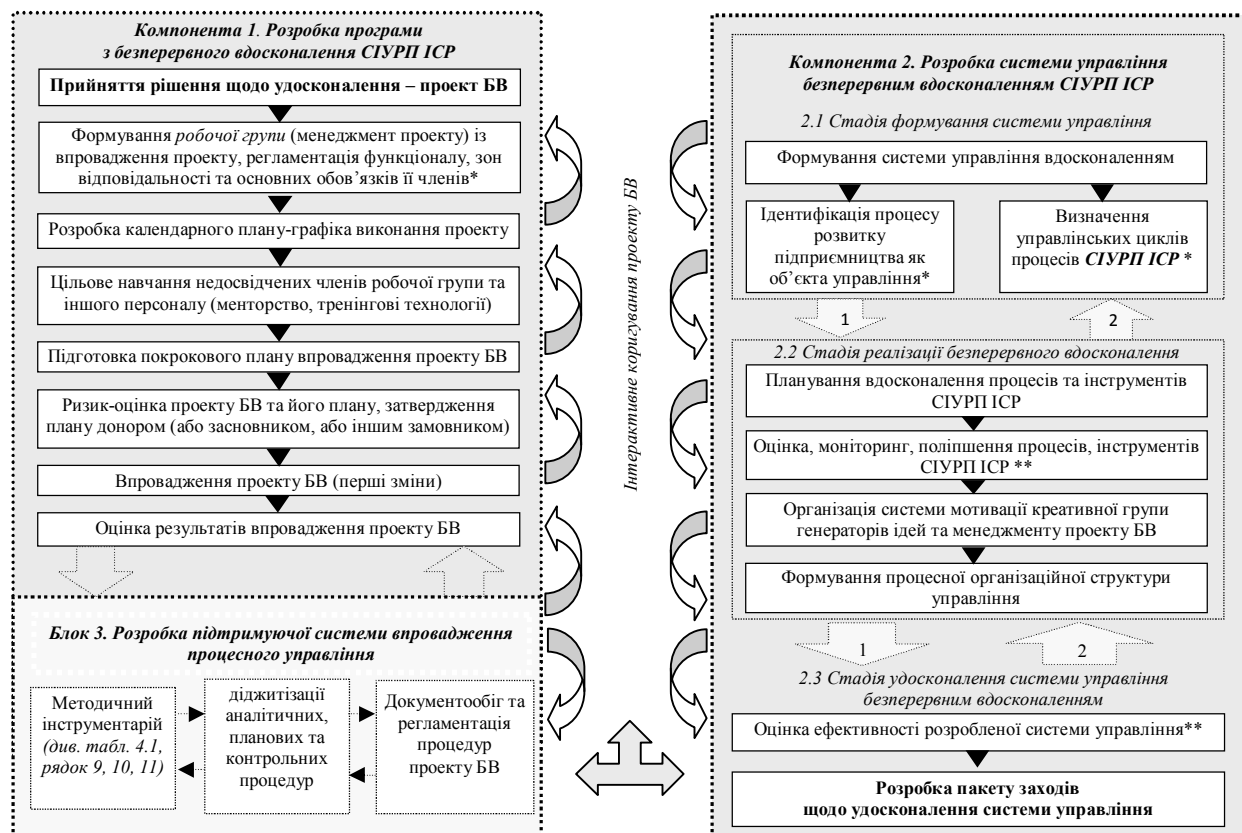 Компонента 1. Розробка програми
з безперервного вдосконалення СІУРП ІСР
Прийняття рішення щодо удосконалення – проект БВ
Формування робочої групи (менеджмент проекту) із
впровадження проекту, регламентація функціоналу, зон
відповідальності та основних обов’язків її членів*
Розробка календарного плану-графіка виконання проекту
Цільове навчання недосвідчених членів робочої групи та
іншого персоналу (менторство, тренінгові технології)
Підготовка покрокового плану впровадження проекту БВ
Ризик-оцінка проекту БВ та його плану, затвердження
плану донором (або засновником, або іншим замовником)
Впровадження проекту БВ (перші зміни)
Оцінка результатів впровадження проекту БВ
Блок 3. Розробка підтримуючої системи впровадження
процесного управління
Методичний
інструментарій
(див. табл. 4.1,
рядок 9, 10, 11)
діджитізації
аналітичних,
планових та
контрольних
процедур
Документообіг та
регламентація
процедур
проекту БВ
Інтерактивне коригування проекту БВ
Компонента 2. Розробка системи управління
безперервним вдосконаленням СІУРП ІСР
2.1 Стадія формування системи управління
Формування системи управління вдосконаленням
Ідентифікація процесу
розвитку
підприємництва як
об’єкта управління*
Визначення
управлінських циклів
процесів СІУРП ІСР *
1
2
2.2 Стадія реалізації безперервного вдосконалення
Планування вдосконалення процесів та інструментів
СІУРП ІСР
Оцінка, моніторинг, поліпшення процесів, інструментів
СІУРП ІСР **
Організація системи мотивації креативної групи
генераторів ідей та менеджменту проекту БВ
Формування процесної організаційної структури
управління
1
2
2.3 Стадія удосконалення системи управління
безперервним вдосконаленням
Оцінка ефективності розробленої системи управління**
Розробка пакету заходів
щодо удосконалення системи управління